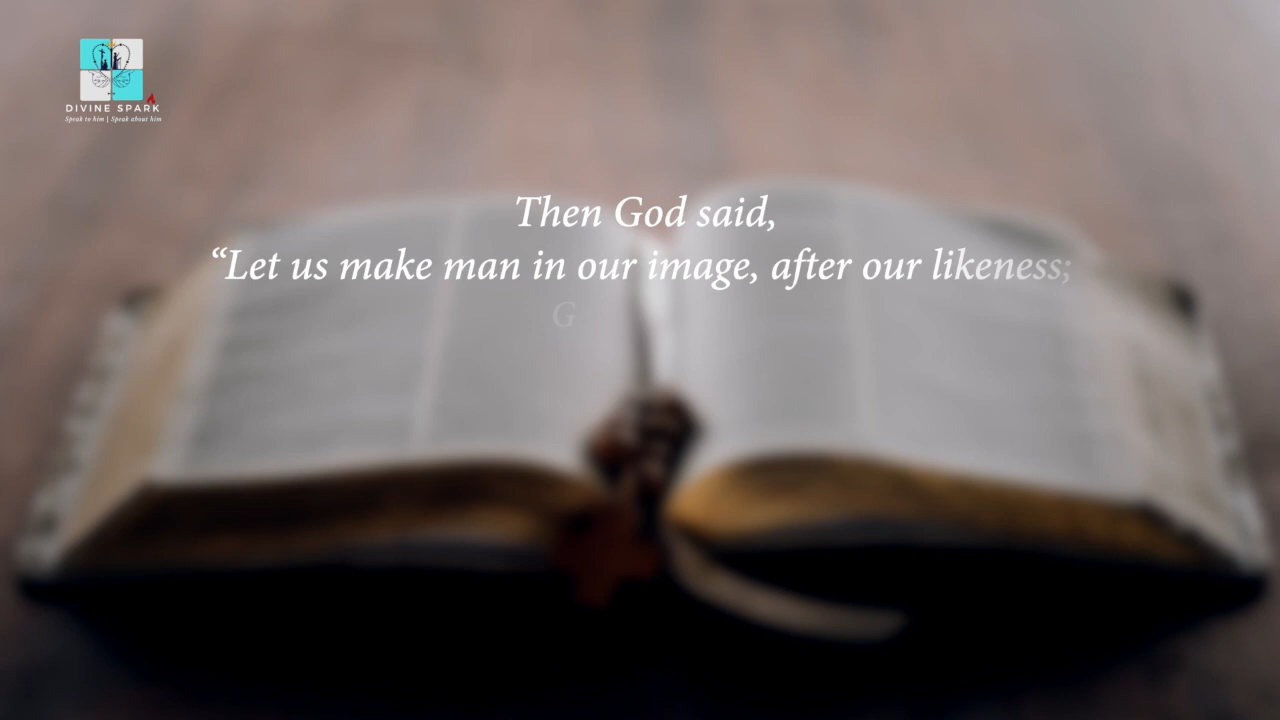 DIVINE SPARK
Speak to him | Speak about him
Then God said,
“Let us make man in our image, after our likeness;
G